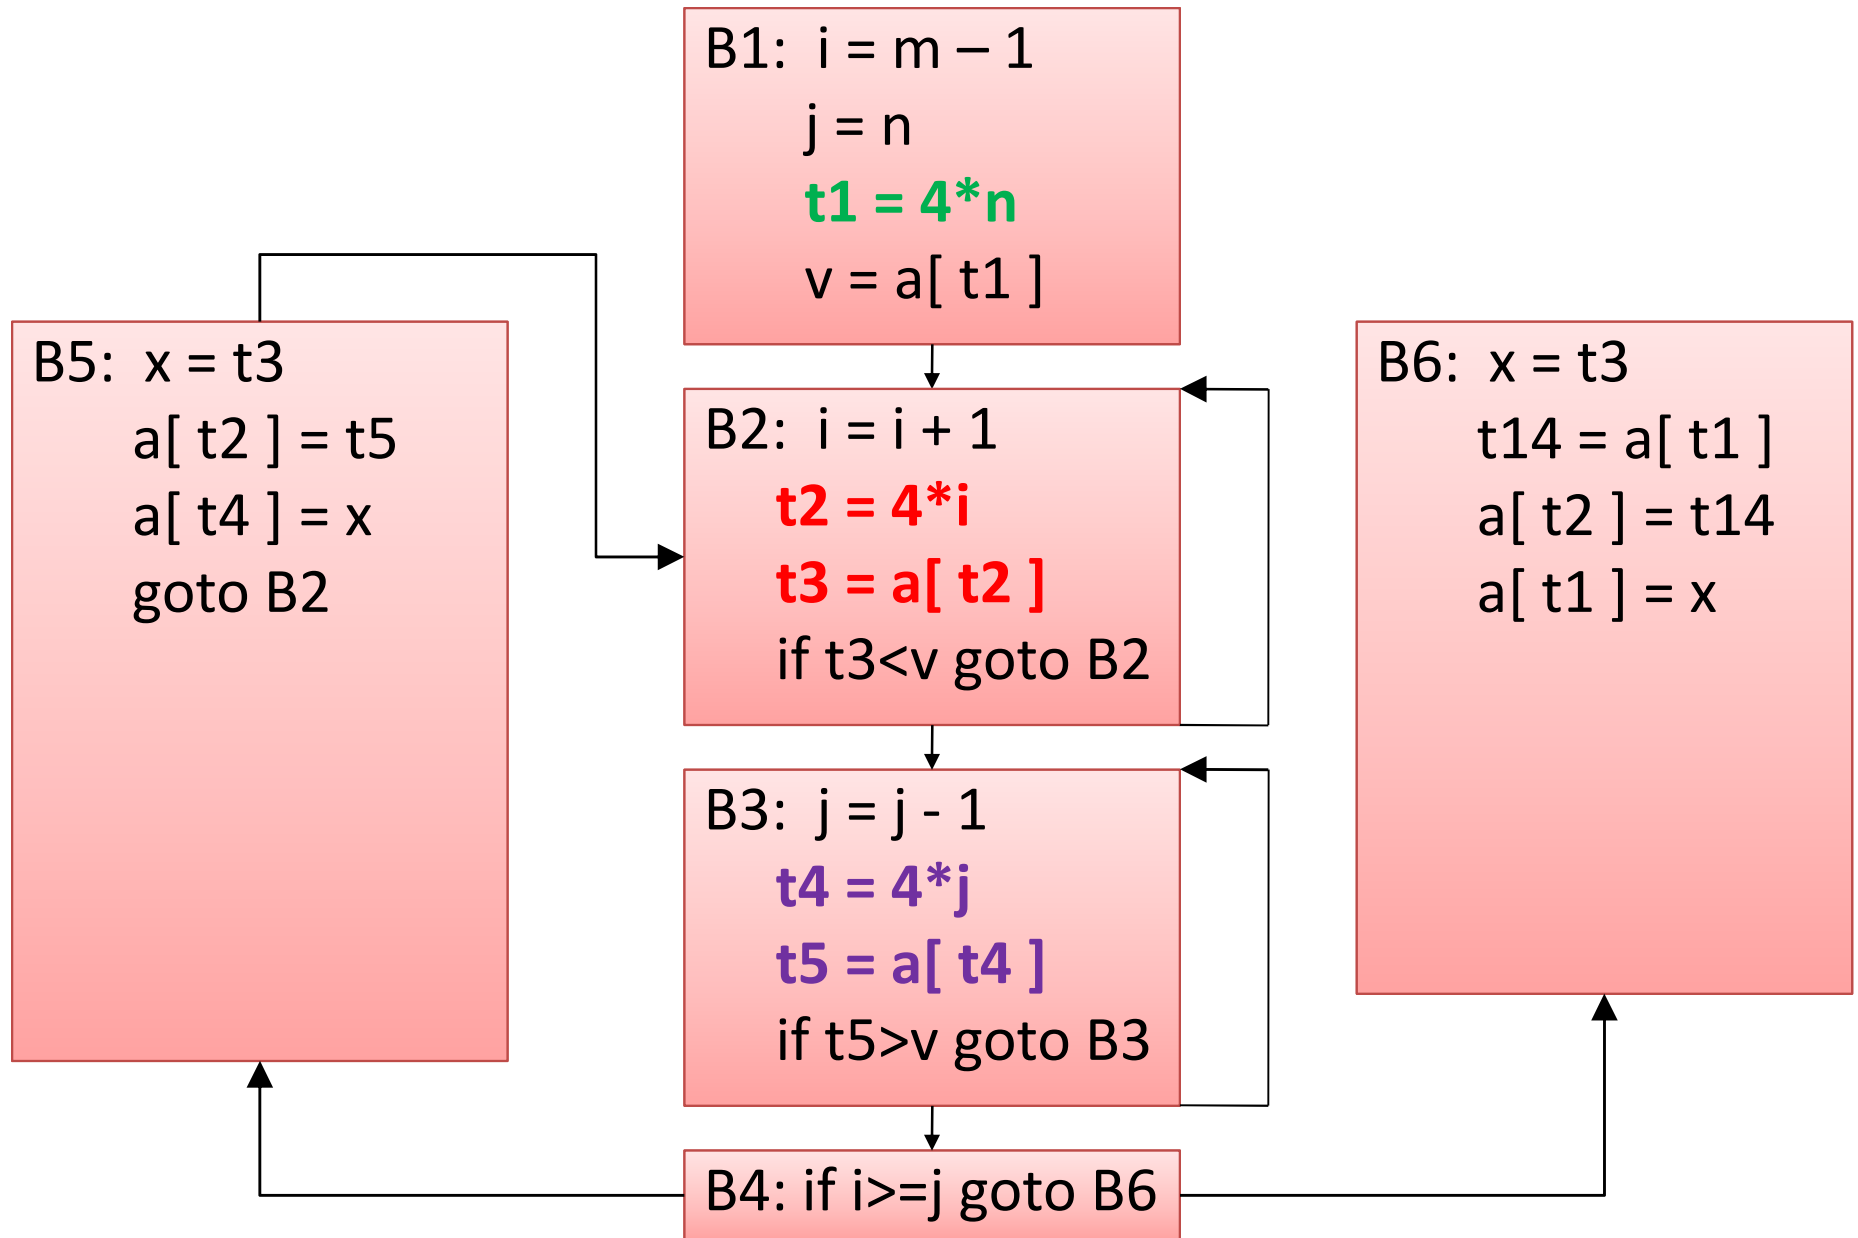 B1: i = m – 1
j = n
t1 = 4*n
v = a[ t1 ]
B5: x = t3
a[ t2 ] = t5
a[ t4 ] = x
goto B2
B2: i = i + 1
t2 = 4*i
t3 = a[ t2 ]
if t3<v goto B2
B6: x = t3
t14 = a[ t1 ]
a[ t2 ] = t14
a[ t1 ] = x
B3: j = j - 1
t4 = 4*j
t5 = a[ t4 ]
if t5>v goto B3
B4: if i>=j goto B6